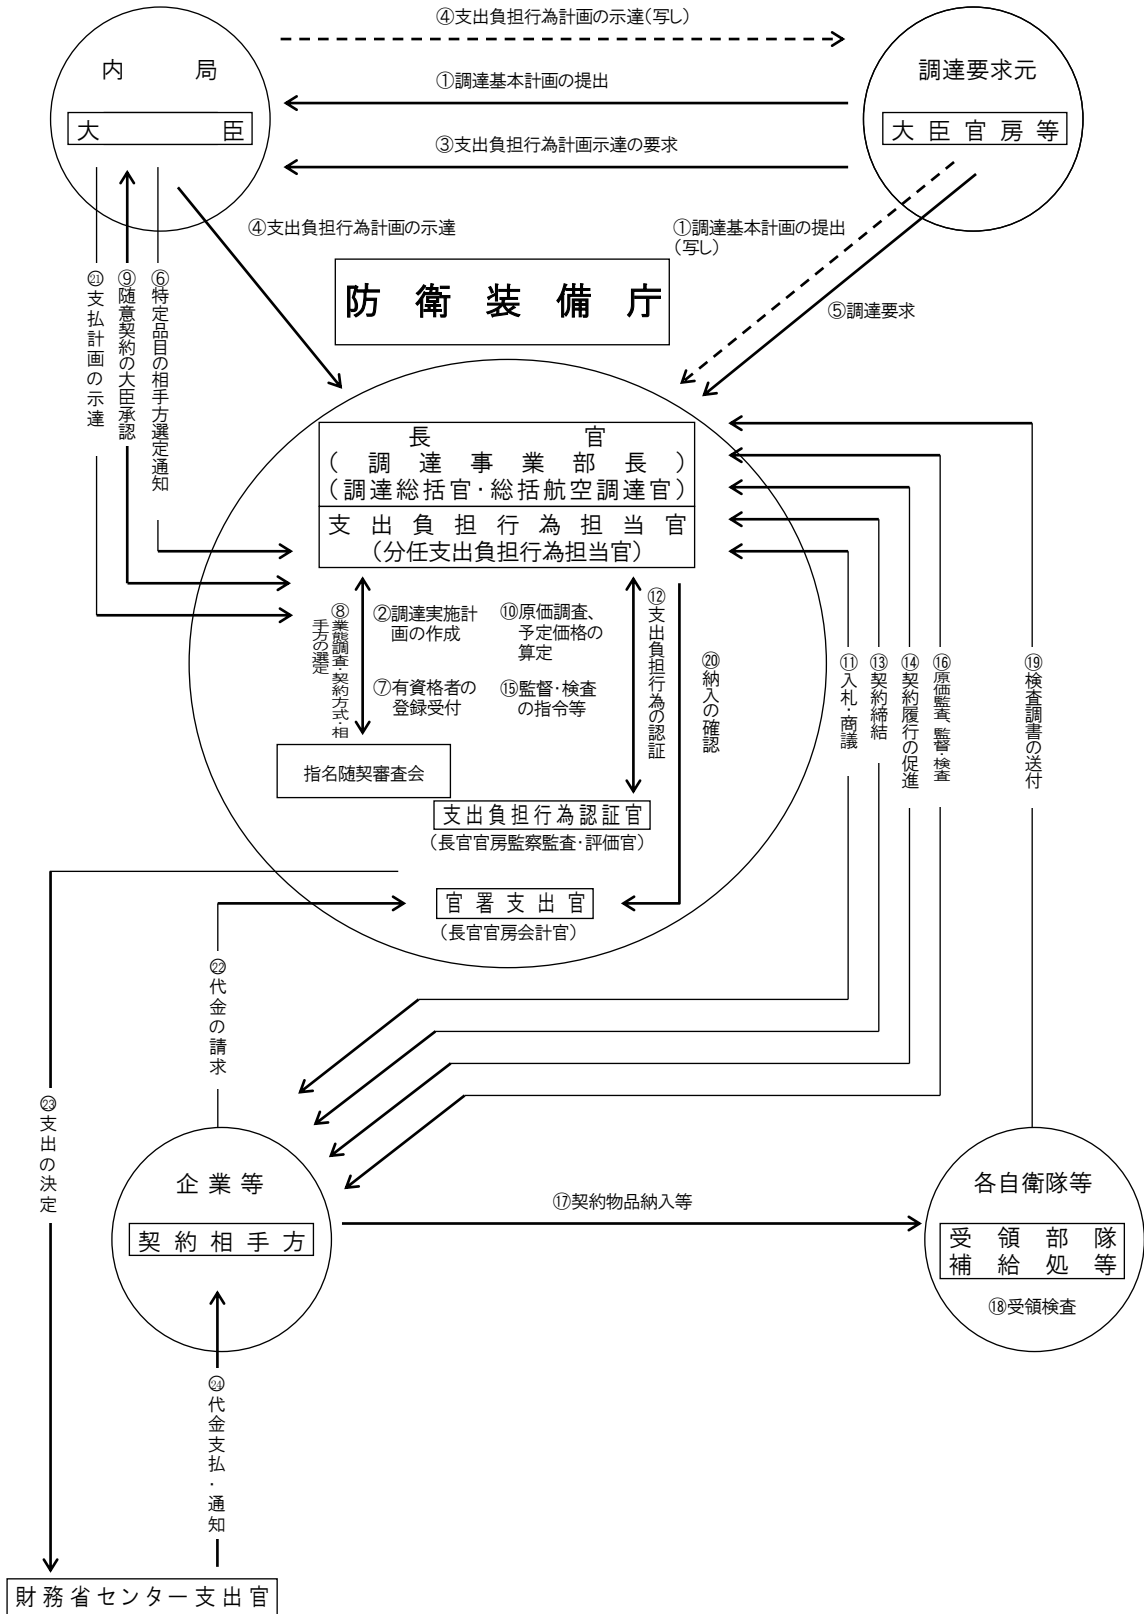 ④支出負担行為計画の示達(写し)
内　局
大　臣
調達要求元
大臣官房等
①調達基本計画の提出
③支出負担行為計画示達の要求
④支出負担行為計画の示達
①調達基本計画の提出
(写し)
防衛装備庁
⑤調達要求
㉑支払計画の示達
⑨随意契約の大臣承認
⑥特定品目の相手方選定通知
長　官
(調達事業部長)
(調達総括官・総括航空調達官)
支出負担行為担当官
(分任支出負担行為担当官)
⑧業態調査・契約方式・相
手方の選定
②調達実施計
画の作成
⑦有資格者の
登録受付
⑩原価調査、
予定価格の
算定
⑮監督・検査
の指令等
⑫支出負担行為の認証
⑳納入の確認
⑪入札・商議
⑬契約締結
⑭契約履行の促進
⑯原価監査、監督・検査
⑲検査調書の送付
指名随契審査会
支出負担行為認証官
(長官官房監察監査・評価官)
官署支出官
(長官官房会計官)
㉒代金の請求
㉓支出の決定
企業等
契約相手方
⑰契約物品納入等
各自衛隊等
受領部隊
補給処等
⑱受領検査
㉔代金支払・通知
財務省センター支出官